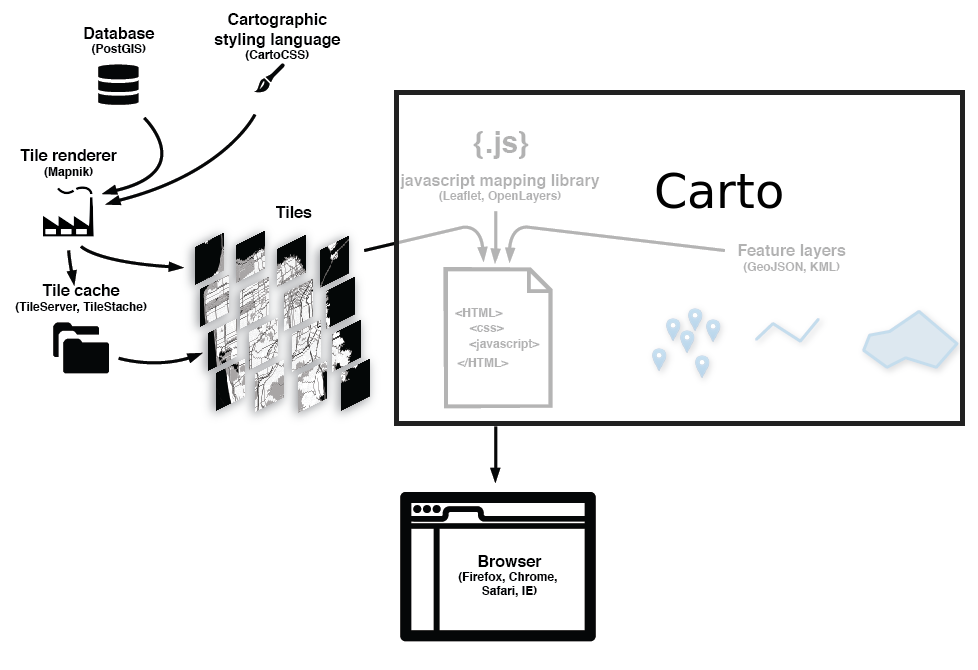 Database
(PostGIS)
Cartographic
styling language
(CartoCSS)
Tile renderer
(Mapnik)
Tiles
Tile cache
(TileServer, TileStache)
{.js}
javascript mapping library
(Leaflet, OpenLayers)
Carto
Feature layers
(GeoJSON, KML)
<HTML>
<css>
<javascript>
</HTML>
Browser
(Firefox, Chrome,
Safari, IE)